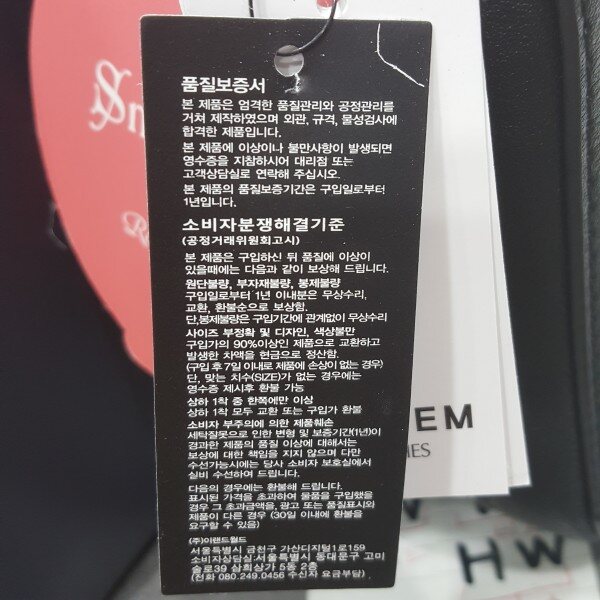 품질보증서
본 제품은 엄격한 품질관리와 공정관리를
거쳐 제작하였으며 외관, 규격, 물성검사에
합격한 제품입니다.
본 제품에 이상이나 불만사항이 발생되면
영수증을 지참하시어 대리점 또는
고객상담실로 연락해 주십시오.
본 제품의 품질보증기간은 구입일로부터
1년입니다.
소비자분쟁해결기준
(공정거래위원회고시)
본 제품은 구입하신 뒤 품질에 이상이
있을때에는 다음과 같이 보상해 드립니다.
원단불량, 부자재불량, 봉제불량
구입일로부터 1년 이내분은 무상수리,
교환, 환불순으로 보상함.
단,봉제불량은 구입기간에 관계없이 무상수리
사이즈 부정확 및 디자인, 색상불만
구입가의 90%이상인 제품으로 교환하고
발생한 차액을 현금으로 정산함.
(구입 후 7일 이내로 제품에 손상이 없는 경우)
단, 맞는 치수(SIZE)가 없는 경우에는
영수증 제시후 환불 가능
상하 1착 중 한쪽에만 이상
상하 1착 모두 교환 또는 구입가 환불
소비자 부주의에 의한 제품훼손
세탁잘못으로 인한 변형 및 보증기간(1년)이
경과한 제품의 품질 이상에 대해서는
보상에 대한 책임을 지지 않으며 다만
수선가능시에는 당사 소비자 보호실에서
실비 수선하여 드립니다.
다음의 경우에는 환불해 드립니다.
표시된 가격을 초과하여 물품을 구입했을
경우 그 초과금액을, 광고 또는 품질표시와
제품이 다른 경우 (30일 이내에 환불을
요구할 수 있음)
(주)이랜드월드
서울특별시 금천구 가산디지털1로159
소비자상담실:서울특별시 동대문구 고미
술로39 삼희상가 5동 2층
(전화 080.249.0456 수신자 요금부담)
EM
IES
H W